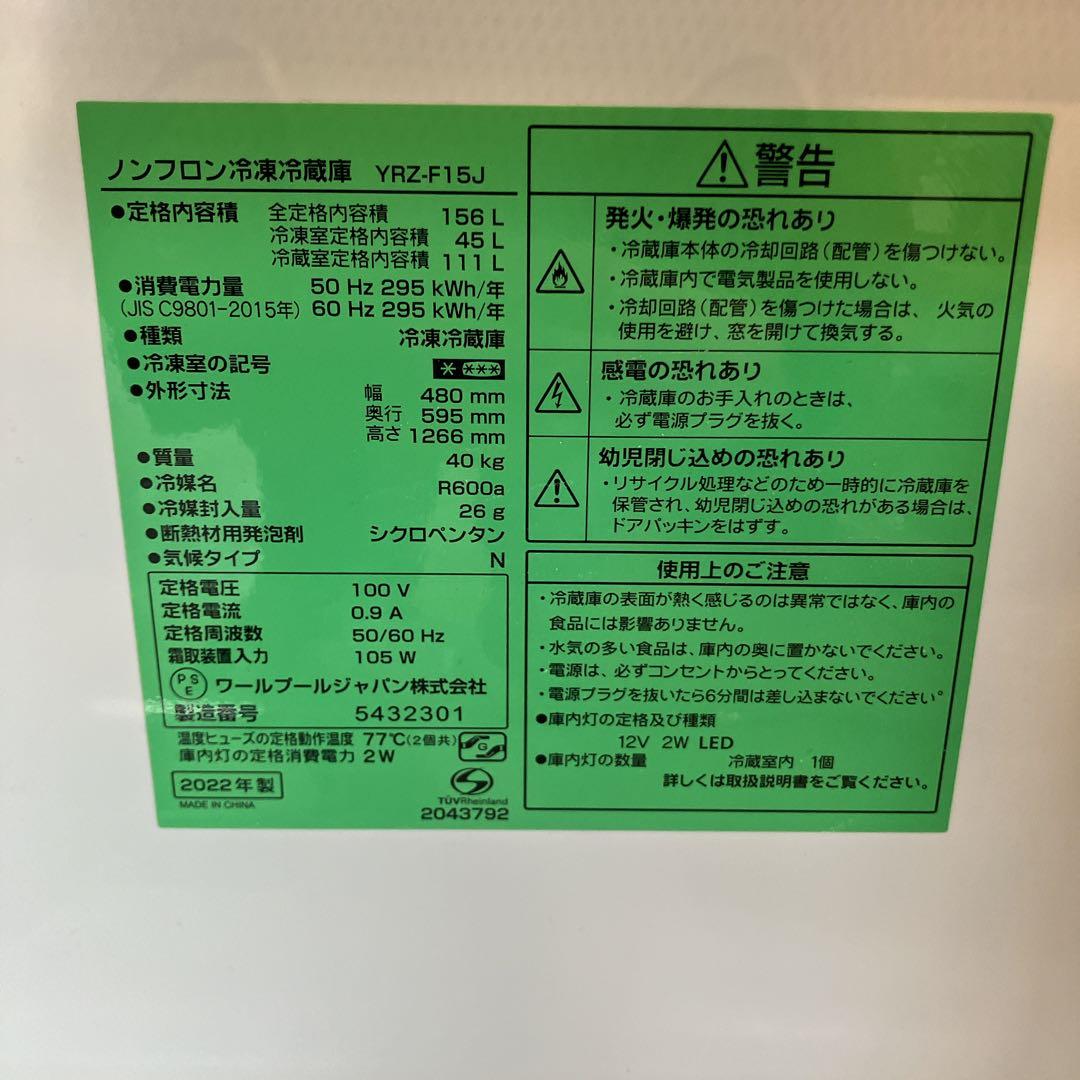 ノンフロン冷凍冷蔵庫 YRZ-F15J
●定格内容積 全定格内容積 156 L
冷凍室定格内容積 45 L
冷蔵室定格内容積 111 L
●消費電力量 50 Hz 295 kWh/年
(JIS C9801-2015年) 60 Hz 295 kWh/年
●種類 冷凍冷蔵庫
●冷凍室の記号
●外形寸法 幅 480 mm
奥行 595 mm
高さ 1266 mm
●質量 40 kg
●冷媒名 R600a
●冷媒封入量 26 g
●断熱材用発泡剤 シクロペンタン
●気候タイプ N
定格電圧 100 V
定格電流 0.9 A
定格周波数 50/60 Hz
霜取装置入力 105 W
PSE ワールプールジャパン株式会社
製造番号 5432301
温度ヒューズの定格動作温度 77℃(2個共)
G
庫内灯の定格消費電力 2W
2022年製
MADE IN CHINA
TÜVRheinland
2043792
警告
発火・爆発の恐れあり
・冷蔵庫本体の冷却回路(配管)を傷つけない。
・冷蔵庫内で電気製品を使用しない。
・冷却回路(配管)を傷つけた場合は、火気の
使用を避け、窓を開けて換気する。
感電の恐れあり
・冷蔵庫のお手入れのときは、
必ず電源プラグを抜く。
幼児閉じ込めの恐れあり
・リサイクル処理などのため一時的に冷蔵庫を
保管され、幼児閉じ込めの恐れがある場合は、
ドアパッキンをはずす。
使用上のご注意
・冷蔵庫の表面が熱く感じるのは異常ではなく、庫内の
食品には影響ありません。
・水気の多い食品は、庫内の奥に置かないでください。
・電源は、必ずコンセントからとってください。
・電源プラグを抜いたら6分間は差し込まないでください。
●庫内灯の定格及び種類
12V 2W LED
●庫内灯の数量 冷蔵室内 1個
詳しくは取扱説明書をご覧ください。